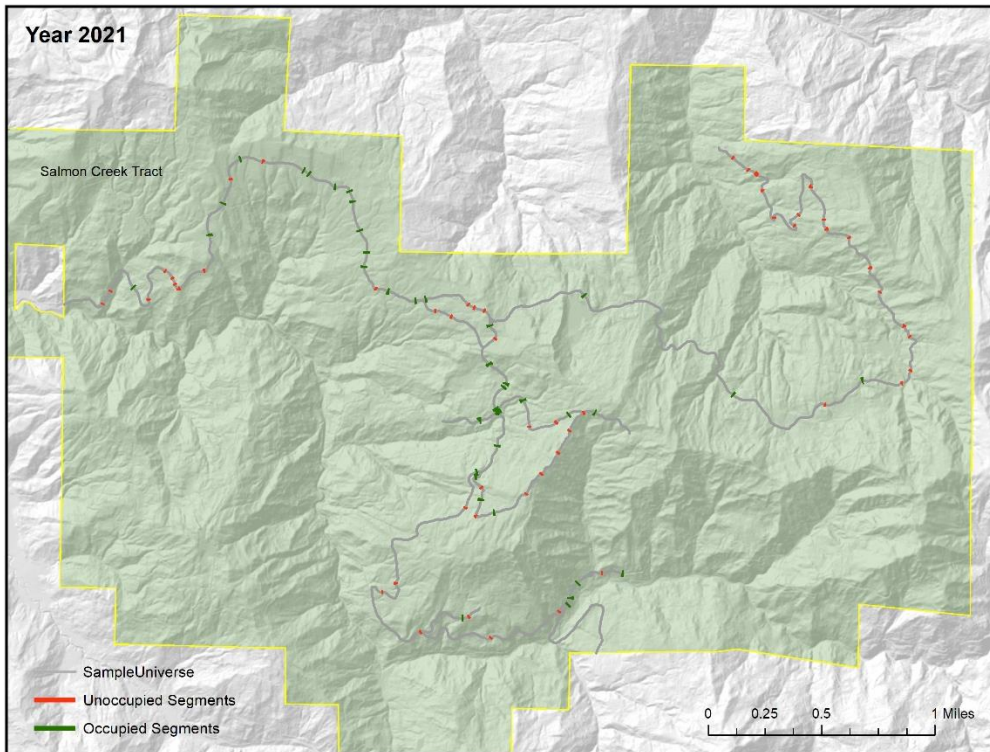 Year 2021
Salmon Creek Tract
SampleUniverse
Unoccupied Segments
Occupied Segments
0 0.25 0.5 1 Miles